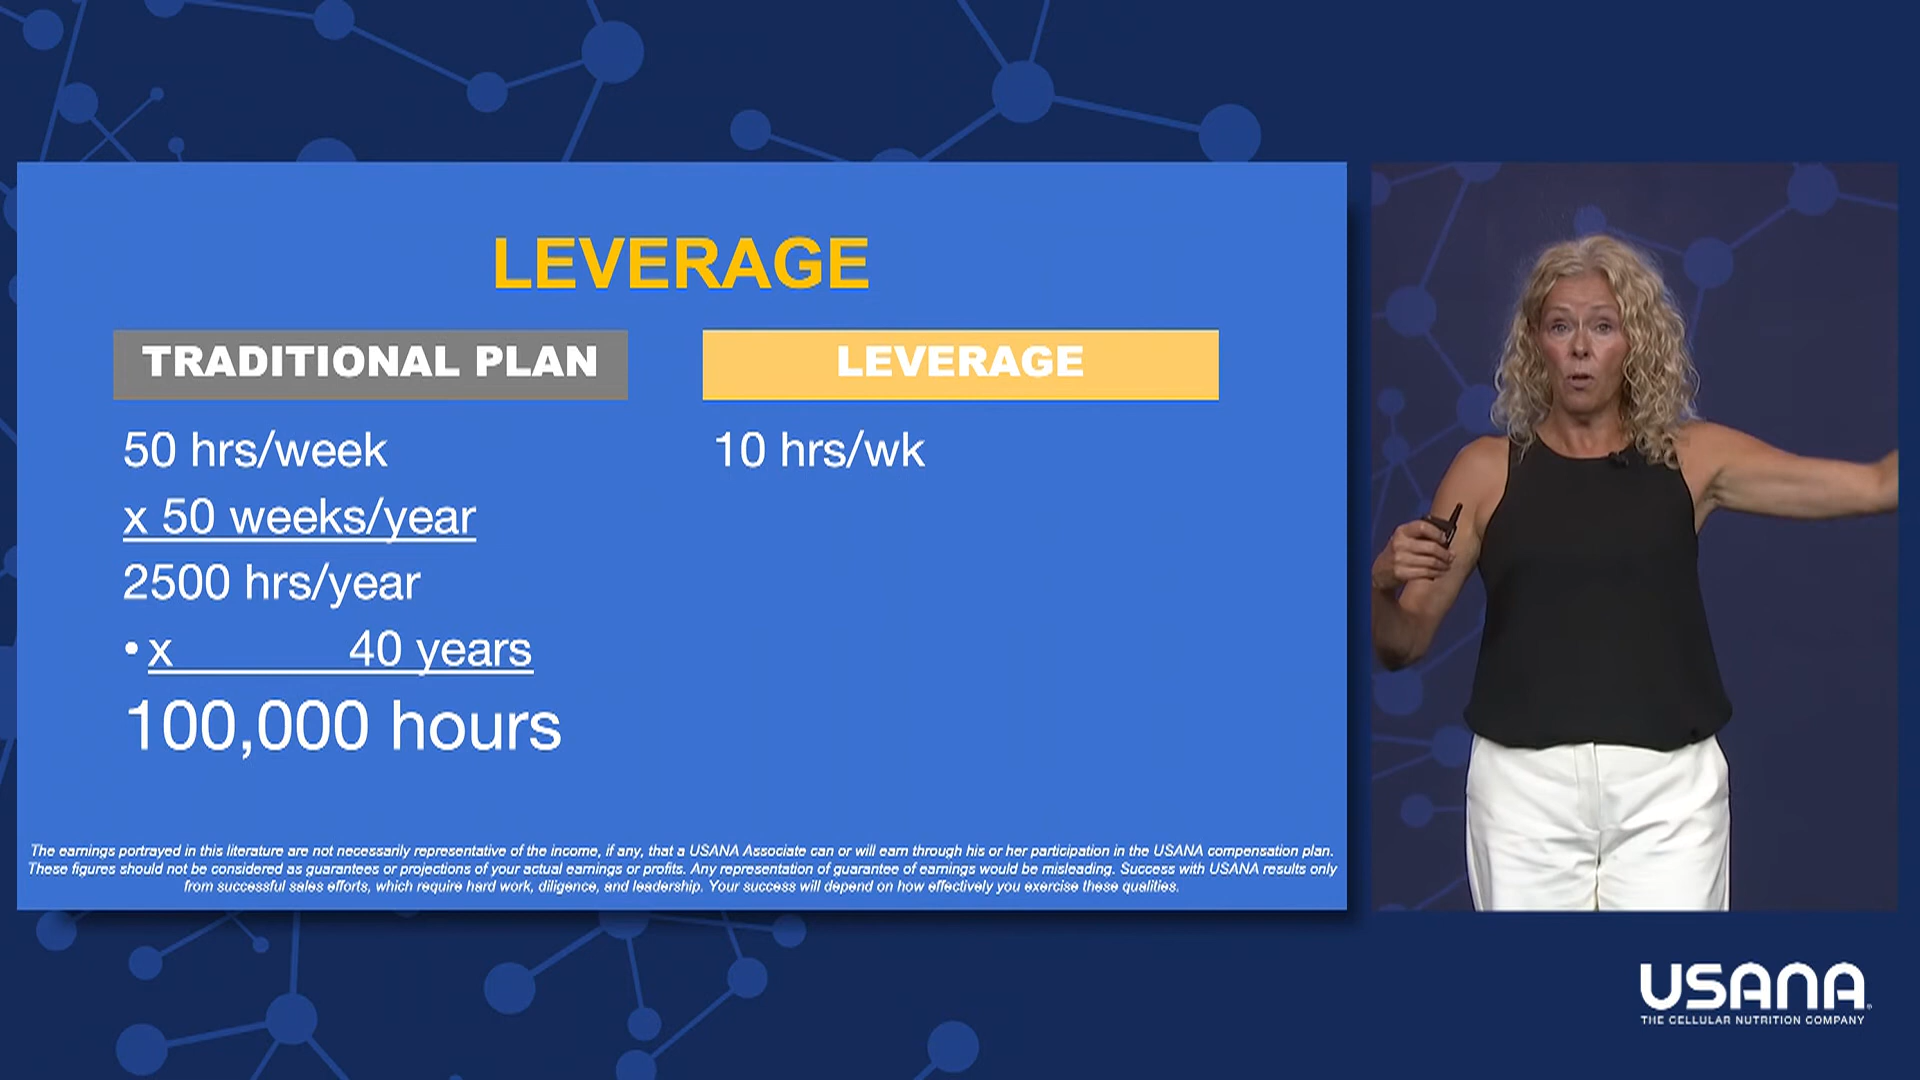 LEVERAGE
TRADITIONAL PLAN
50 hrs/week
x 50 weeks/year
2500 hrs/year
• x 40 years
100,000 hours
LEVERAGE
10 hrs/wk
The earnings portrayed in this literature are not necessarily representative of the income, if any, that a USANA Associate can or will earn through his or her participation in the USANA compensation plan.
These figures should not be considered as guarantees or projections of your actual earnings or profits. Any representation of guarantee of earnings would be misleading. Success with USANA results only
from successful sales efforts, which require hard work, diligence, and leadership. Your success will depend on how effectively you exercise these qualities.
USANA
THE CELLULAR NUTRITION COMPANY